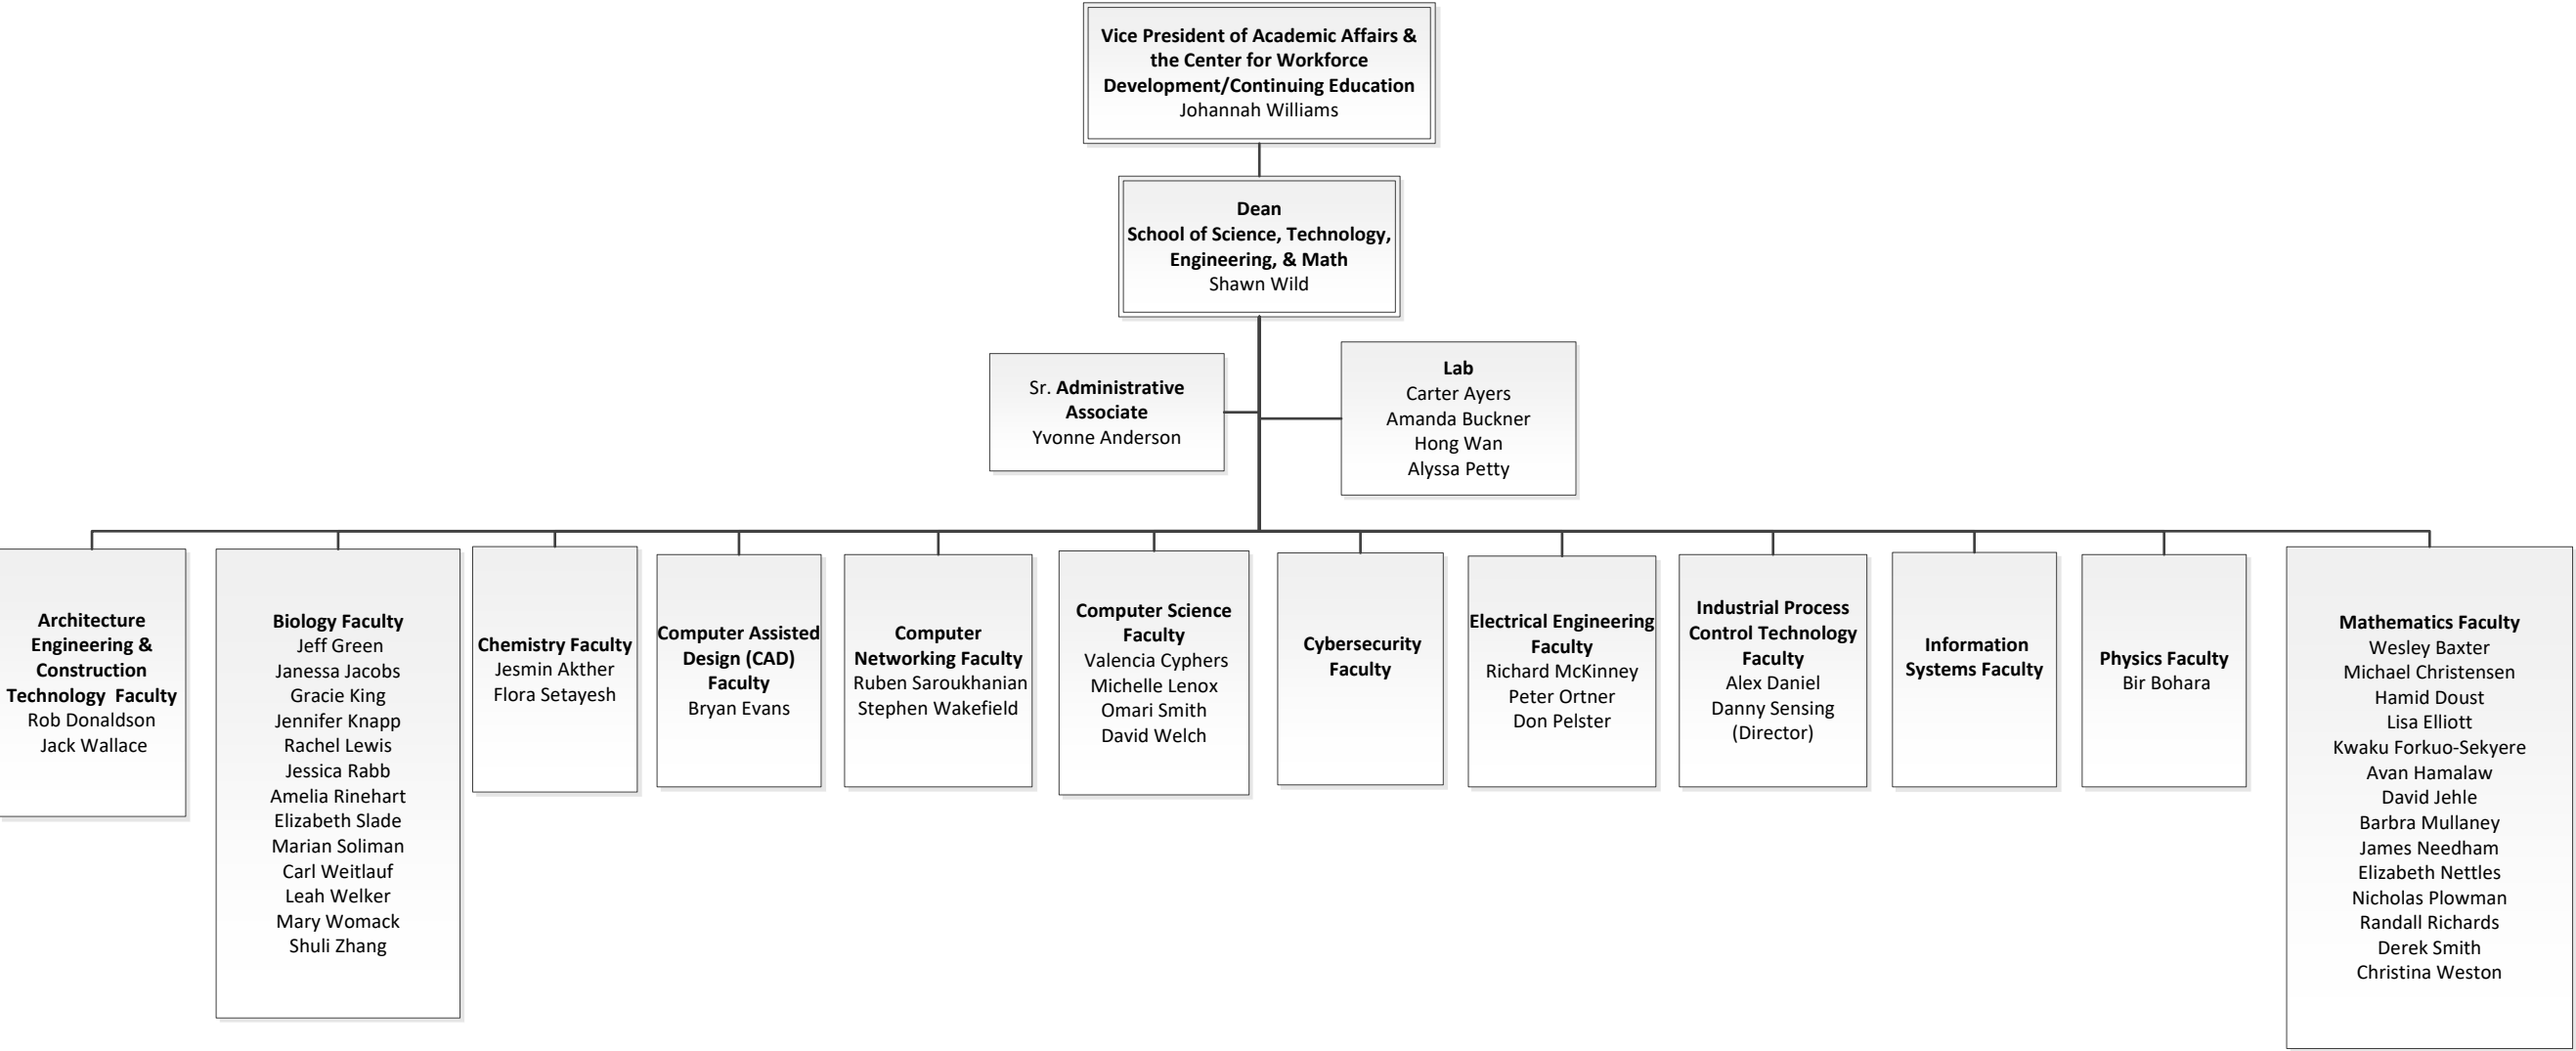 Vice President of Academic Affairs &
the Center for Workforce
Development/Continuing Education
Johannah Williams
Dean
School of Science, Technology,
Engineering, & Math
Shawn Wild
Sr. Administrative
Associate
Yvonne Anderson
Lab
Carter Ayers
Amanda Buckner
Hong Wan
Alyssa Petty
Architecture
Engineering &
Construction
Technology  Faculty
Rob Donaldson
Jack Wallace
Biology Faculty
Jeff Green
Janessa Jacobs
Gracie King
Jennifer Knapp
Rachel Lewis
Jessica Rabb
Amelia Rinehart
Elizabeth Slade
Marian Soliman
Carl Weitlauf
Leah Welker
Mary Womack
Shuli Zhang
Chemistry Faculty
Jesmin Akther
Flora Setayesh
Computer Assisted
Design (CAD)
Faculty
Bryan Evans
Computer
Networking Faculty
Ruben Saroukhanian
Stephen Wakefield
Computer Science
Faculty
Valencia Cyphers
Michelle Lenox
Omari Smith
David Welch
Cybersecurity
Faculty
Electrical Engineering
Faculty
Richard McKinney
Peter Ortner
Don Pelster
Industrial Process
Control Technology
Faculty
Alex Daniel
Danny Sensing
(Director)
Information
Systems Faculty
Physics Faculty
Bir Bohara
Mathematics Faculty
Wesley Baxter
Michael Christensen
Hamid Doust
Lisa Elliott
Kwaku Forkuo-Sekyere
Avan Hamalaw
David Jehle
Barbra Mullaney
James Needham
Elizabeth Nettles
Nicholas Plowman
Randall Richards
Derek Smith
Christina Weston